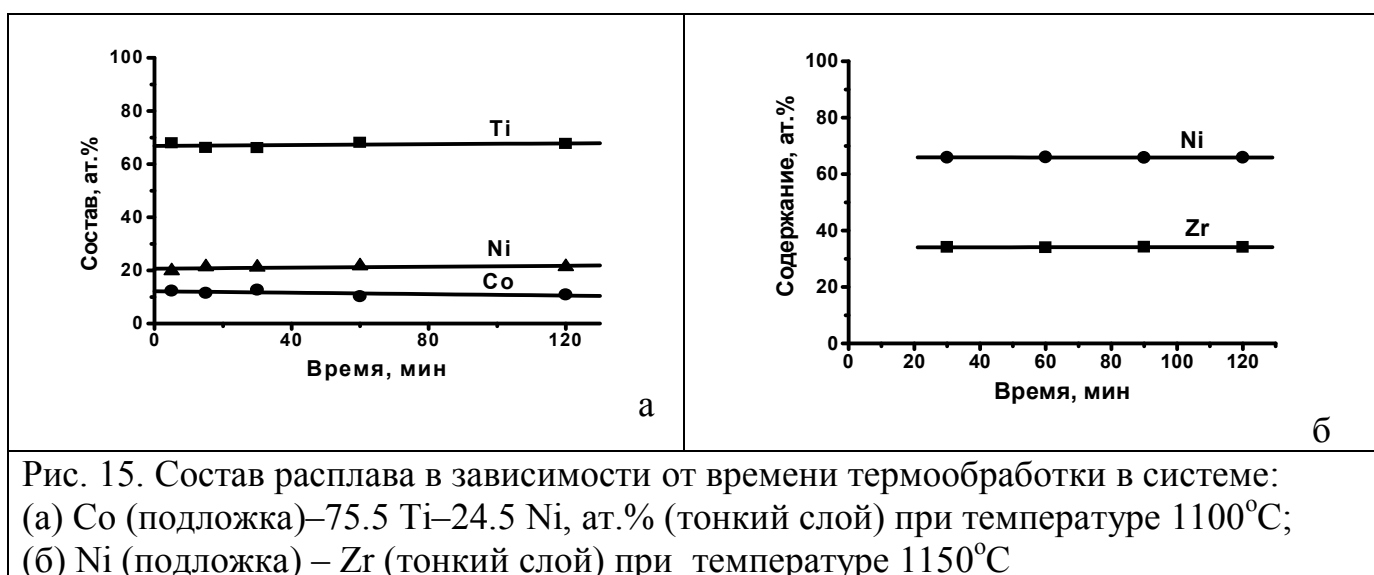 100
80
60
40
20
0
Состав, ат.%
Ti
Ni
Co
0 40 80 120
Время, мин
а
100
80
60
40
20
0
Содержание, ат.%
Ni
Zr
0 20 40 60 80 100 120
Время, мин
б
Рис. 15. Состав расплава в зависимости от времени термообработки в системе:
(а) Co (подложка)–75.5 Ti–24.5 Ni, ат.% (тонкий слой) при температуре 1100°С;
(б) Ni (подложка) – Zr (тонкий слой) при температуре 1150°С